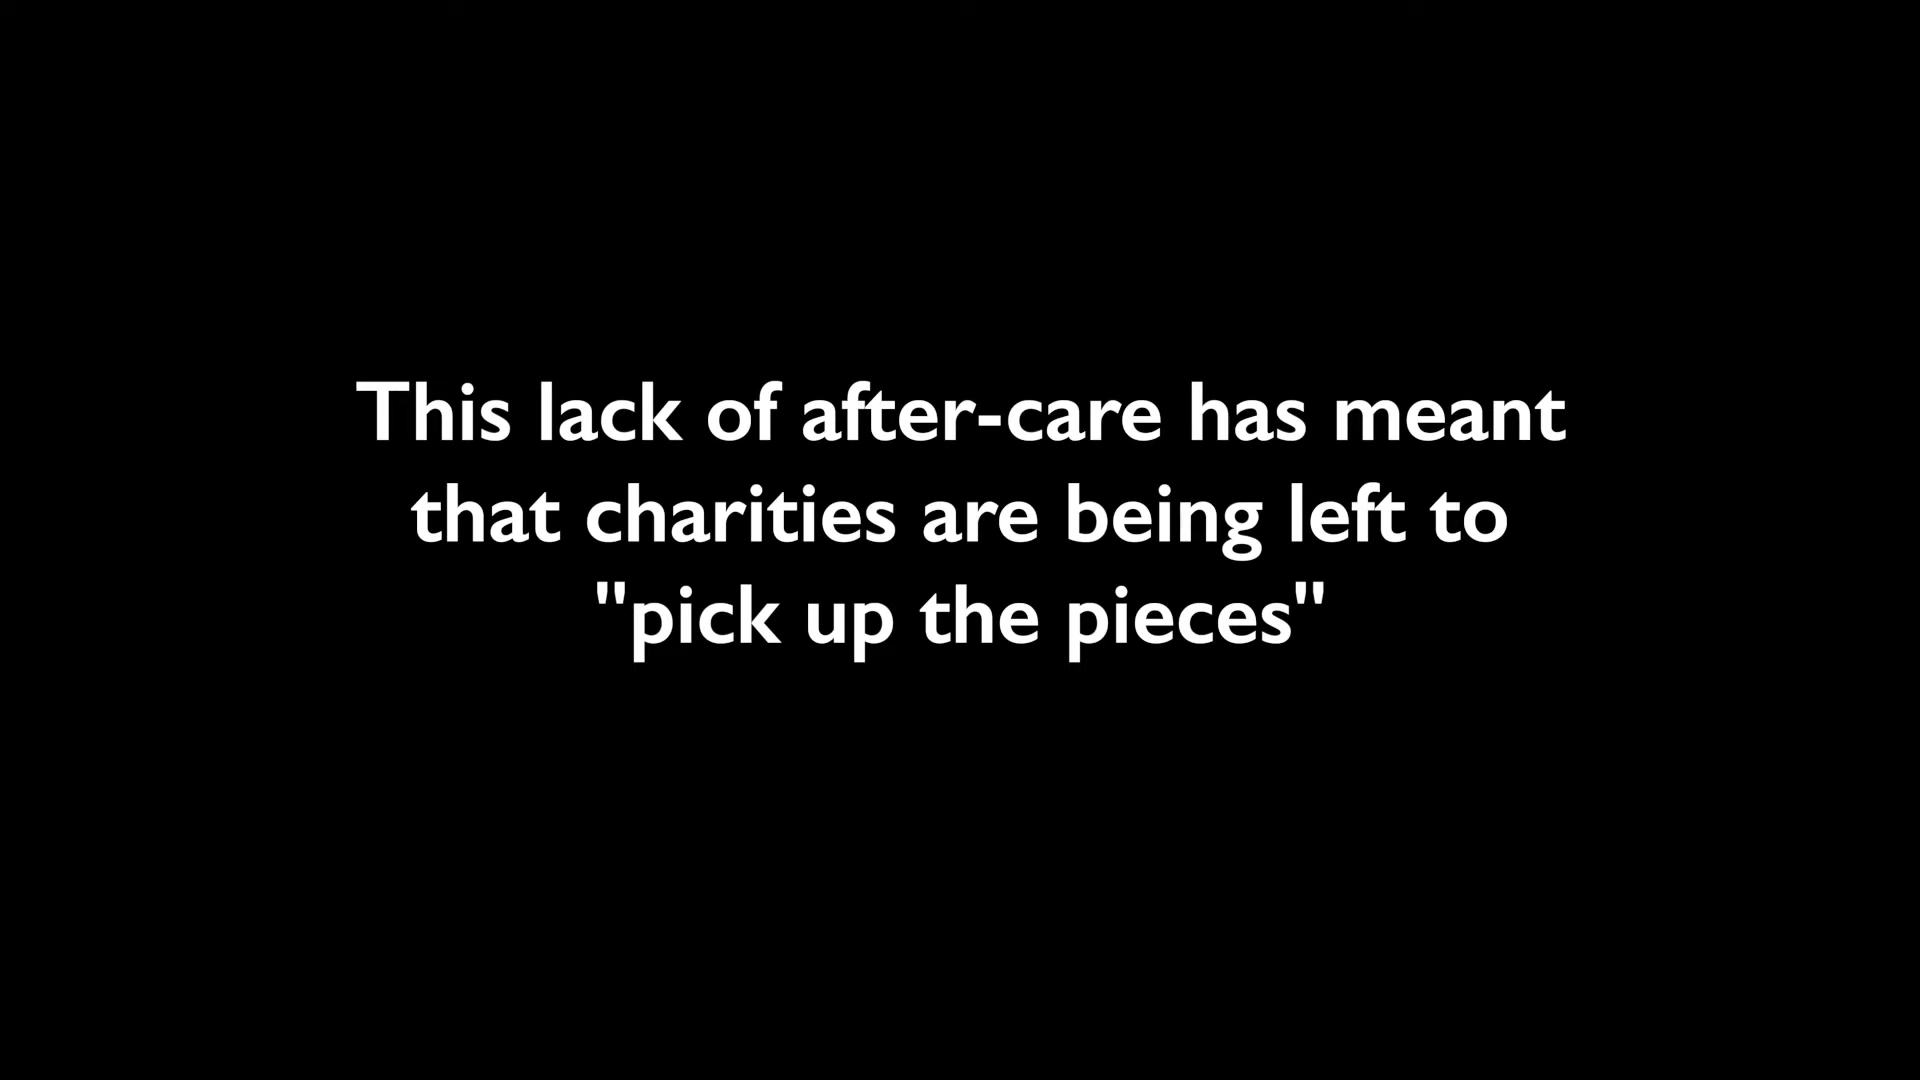 This lack of after-care has meant
that charities are being left to
"pick up the pieces"